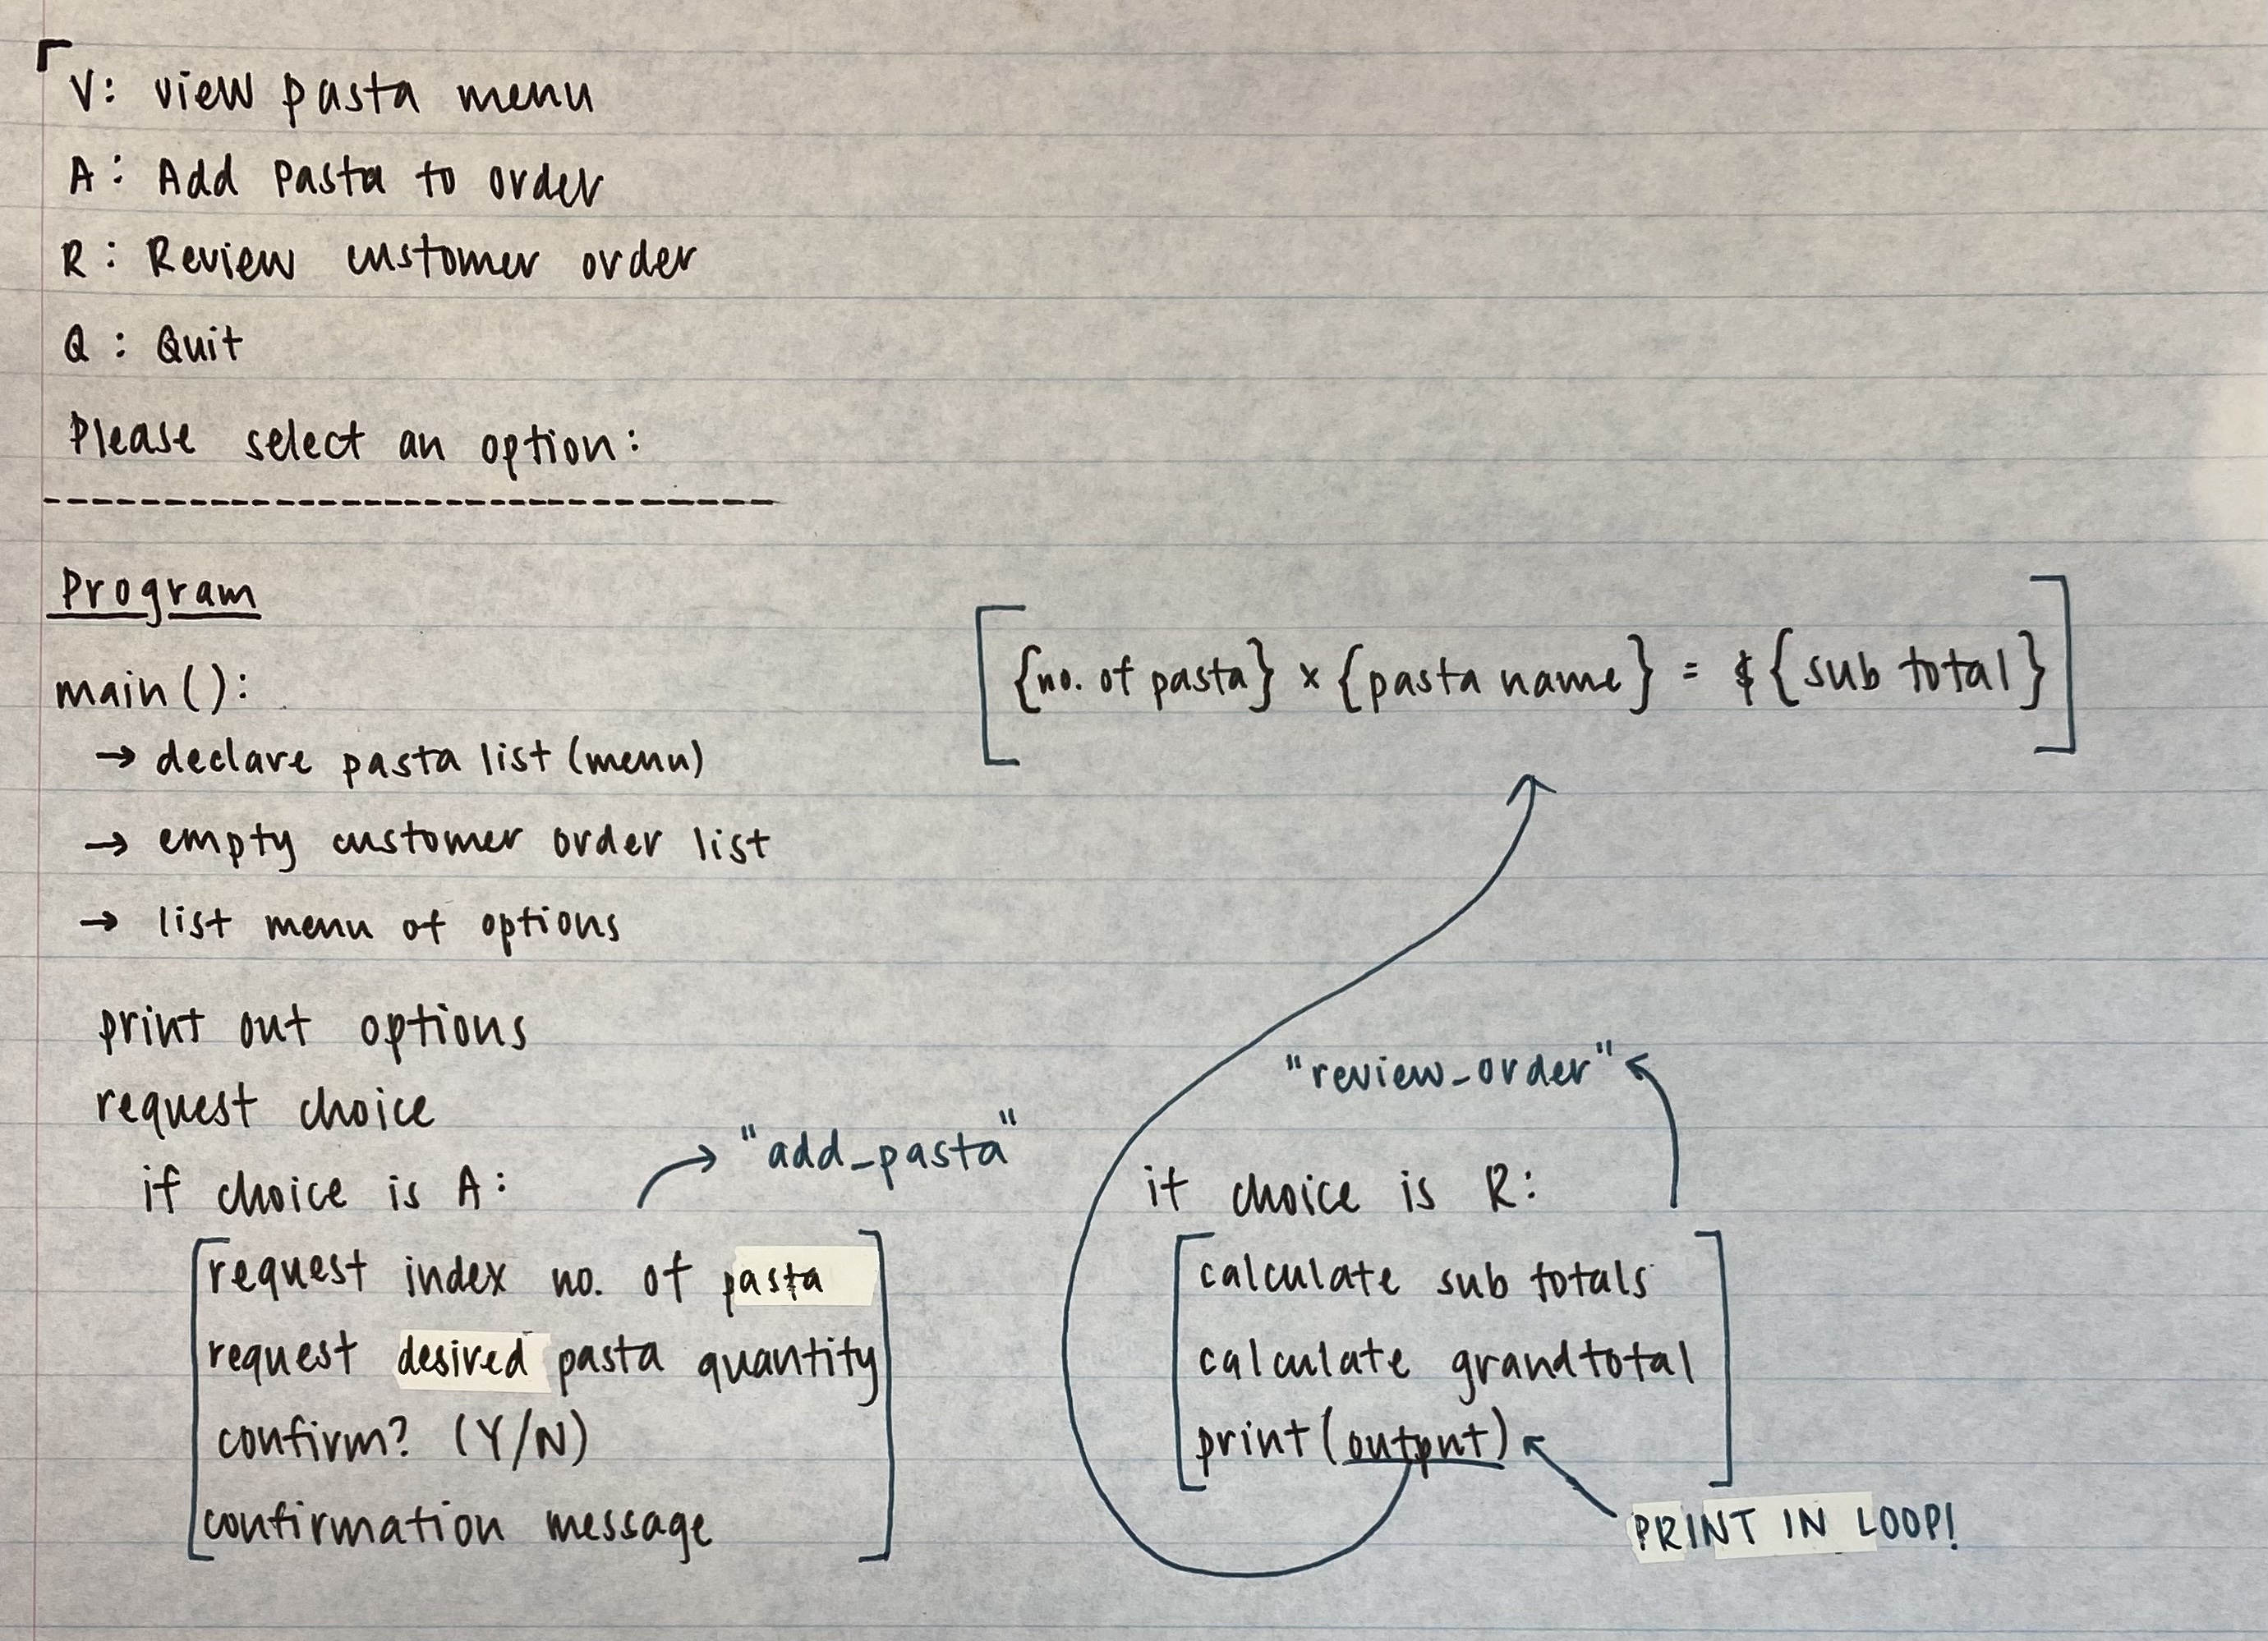 V: view pasta menu
A: Add pasta to order
R: Review customer order
Q: Quit
Please select an option:
Program
main():
→ declare pasta list (menu)
→ empty customer order list
→ list menu of options
print out options
request choice
if choice is A:
"add_pasta"
request index no. of pasta
request desired pasta quantity
confirm? (Y/N)
confirmation message
{no. of pasta} x {pasta name} = ${sub total}
"review_order"
if choice is R:
calculate sub totals
calculate grandtotal
print(output)
PRINT IN LOOP!